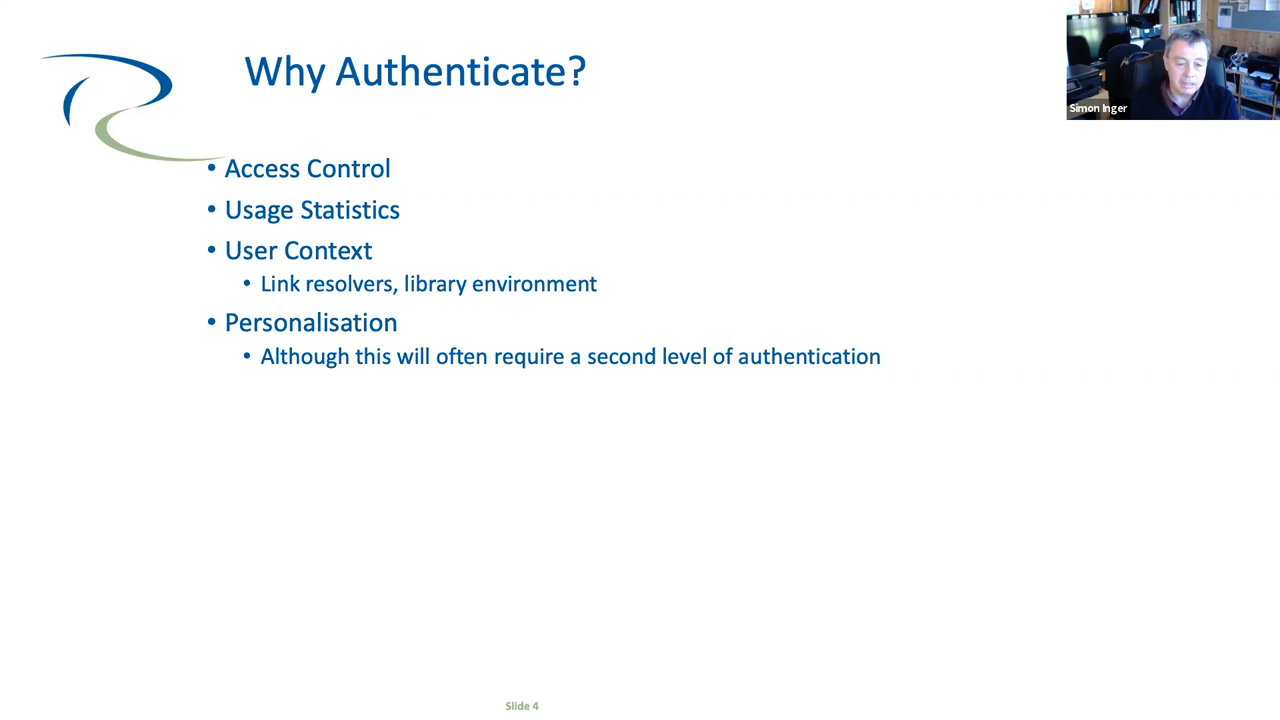 Why Authenticate?
Simon Inger
• Access Control
• Usage Statistics
• User Context
• Link resolvers, library environment
• Personalisation
• Although this will often require a second level of authentication
Slide 4